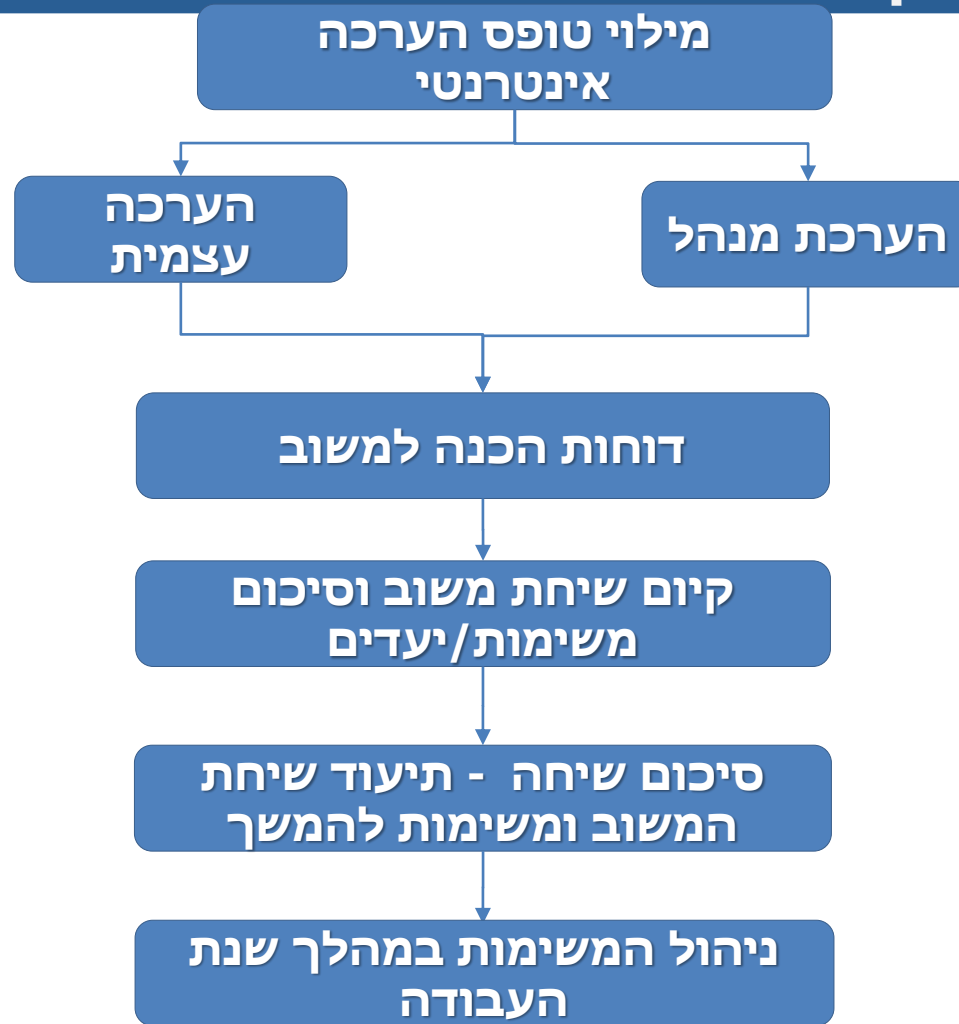 מילוי טופס הערכה
אינטרנטי
הערכת מנהל
הערכה
עצמית
דוחות הכנה למשוב
קיום שיחת משוב וסיכום
משימות/יעדים
סיכום שיחה - תיעוד שיחת
המשוב ומשימות להמשך
ניהול המשימות במהלך שנת
העבודה